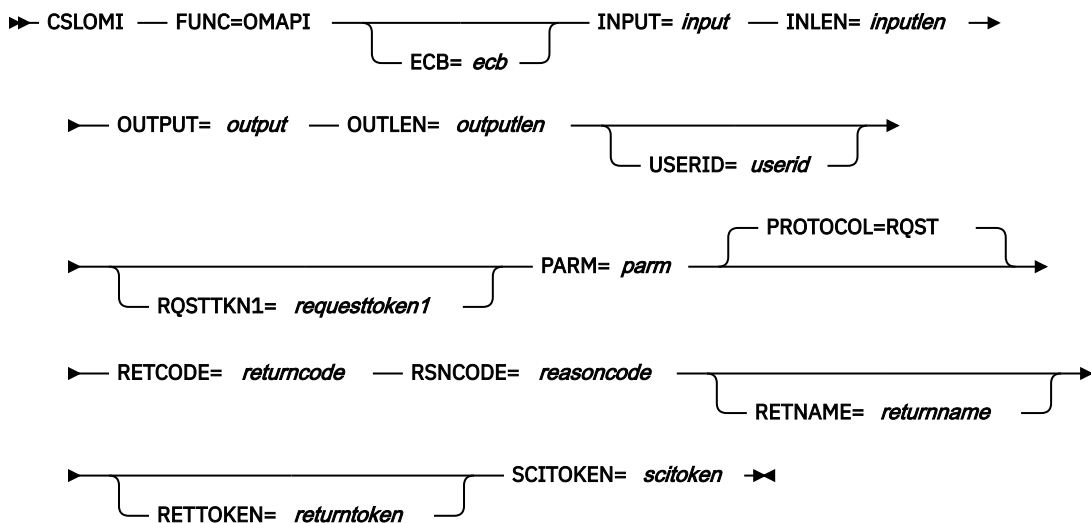 CSLOMI FUNC=OMAPI INPUT= input INLEN= inputlen
ECB= ecb
OUTPUT= output OUTLEN= outputlen
USERID= userid
PROTOCOL=RQST
PARM= parm
RQSTTKN1= requesttoken1
RETCODE= returncode RSNCODE= reasoncode
RETNAME= returnname
SCITOKEN= scitoken
RETTOKEN= returntoken